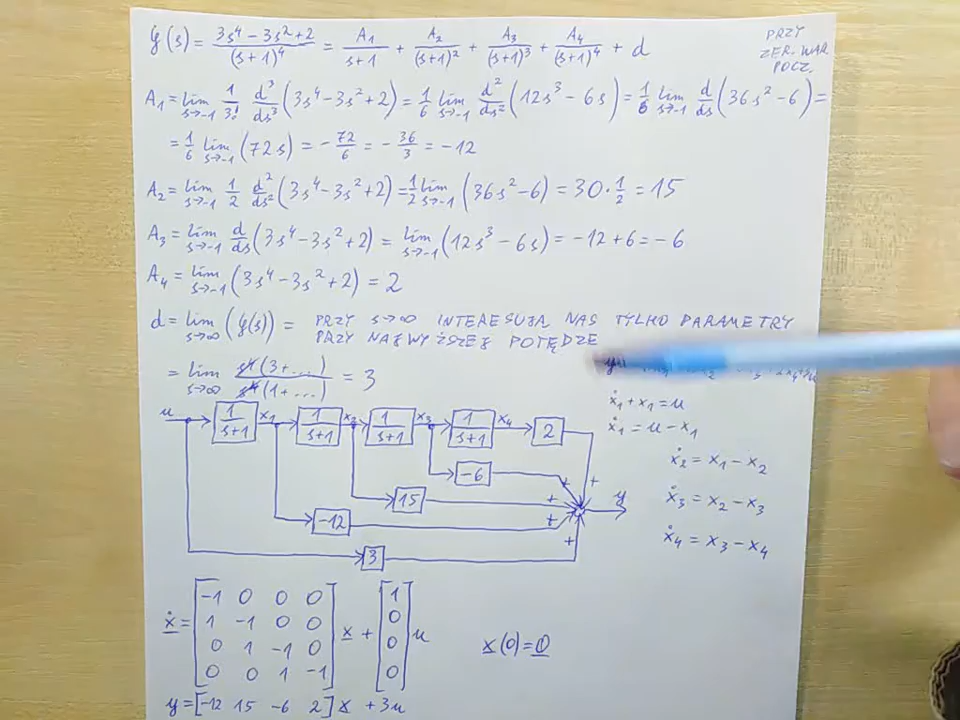 G(s) = (3s⁴ - 3s² + 2)/(s+1)⁴ = A₁/(s+1) + A₂/(s+1)² + A₃/(s+1)³ + A₄/(s+1)⁴ + d
PRZY
ZER. WAR
POCZ.
A₁ = lim s→-1 1/3! d³/ds³ (3s⁴ - 3s² + 2) = 1/6 lim s→-1 d²/ds² (12s³ - 6s) = 1/6 lim s→-1 d/ds (36s² - 6) =
= 1/6 lim s→-1 (72s) = -72/6 = -36/3 = -12
A₂ = lim s→-1 1/2 d²/ds² (3s⁴ - 3s² + 2) = 1/2 lim s→-1 (36s² - 6) = 30 · 1/2 = 15
A₃ = lim s→-1 d/ds (3s⁴ - 3s² + 2) = lim s→-1 (12s³ - 6s) = -12 + 6 = -6
A₄ = lim s→-1 (3s⁴ - 3s² + 2) = 2
d = lim s→∞ (G(s)) = PRZY s→∞ INTERESUJĄ NAS TYLKO PARAMETRY
PRZY NAJWYŻSZEJ POTĘDZE
= lim s→∞ s⁴(3+...)/s⁴(1+...) = 3
ẋ₁ + x₁ = u
ẋ₁ = u - x₁
ẋ₂ = x₁ - x₂
ẋ₃ = x₂ - x₃
ẋ₄ = x₃ - x₄
u 1/(s+1) x₁ 1/(s+1) x₂ 1/(s+1) x₃ 1/(s+1) x₄ 2
-6 + +
15 + y
-12 +
3 +
ẋ = [-1 0 0 0
1 -1 0 0
0 1 -1 0
0 0 1 -1] x + [1
0
0
0] u
x(0) = 0
y = [-12 15 -6 2] x + 3u